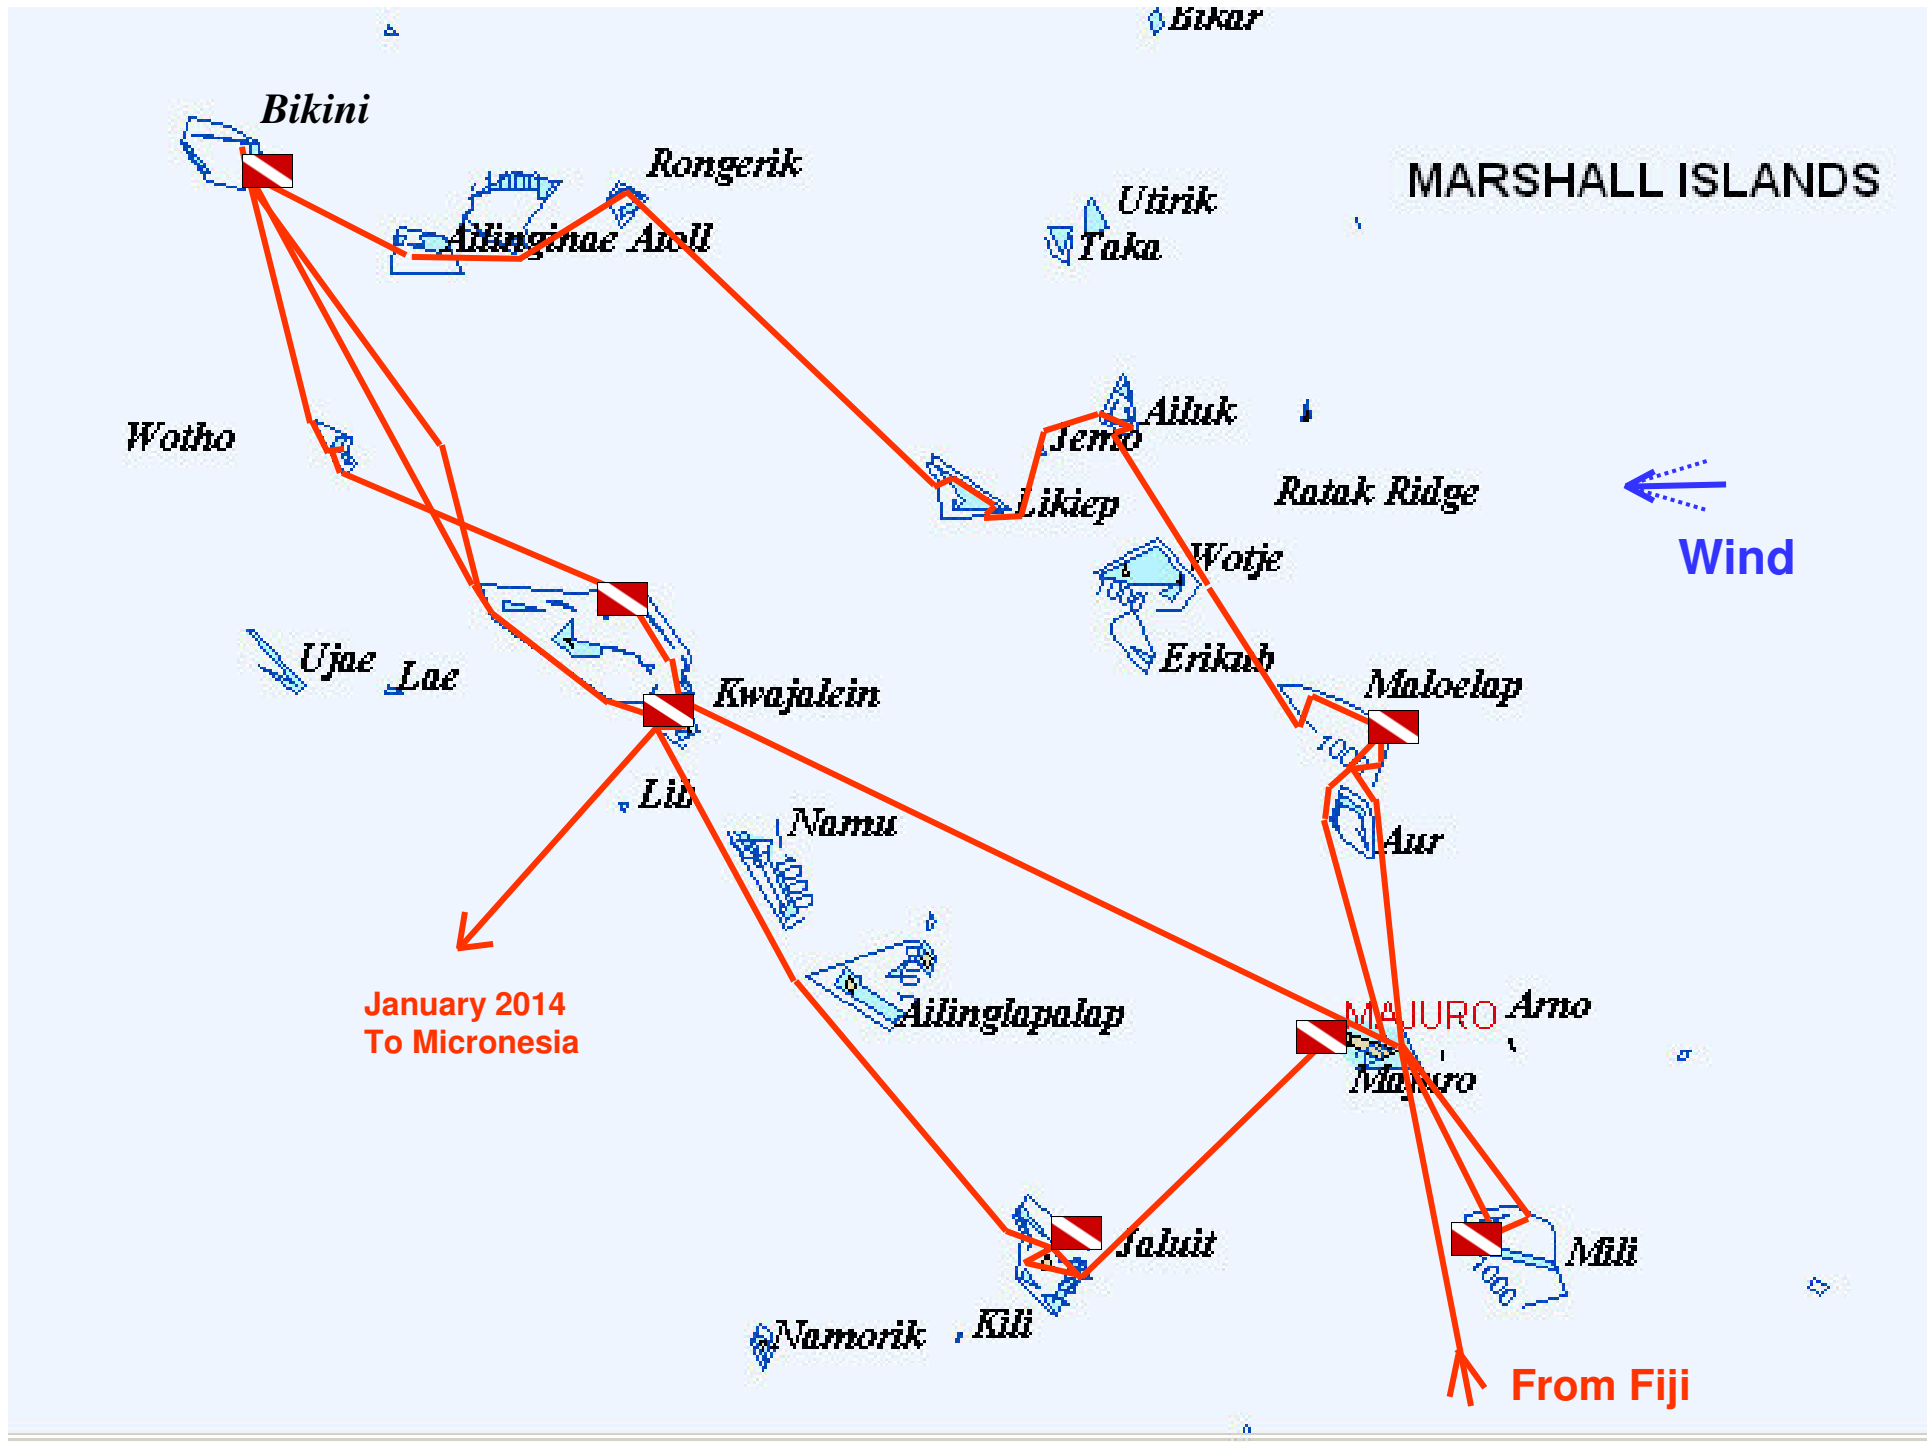 Bikar
Bikini
Rongerik
MARSHALL ISLANDS
Utirik
Ailinginae Atoll
Taka
Ailuk
Wotho
Jemo
Likiep
Ratak Ridge
Wotje
Wind
Ujae
Lae
Erikub
Kwajalein
Maloelap
100
Lib
Namu
Aur
January 2014
To Micronesia
Ailinglapalap
MAJURO
Arno
Majuro
Jaluit
Mili
1000
Kili
Namorik
From Fiji